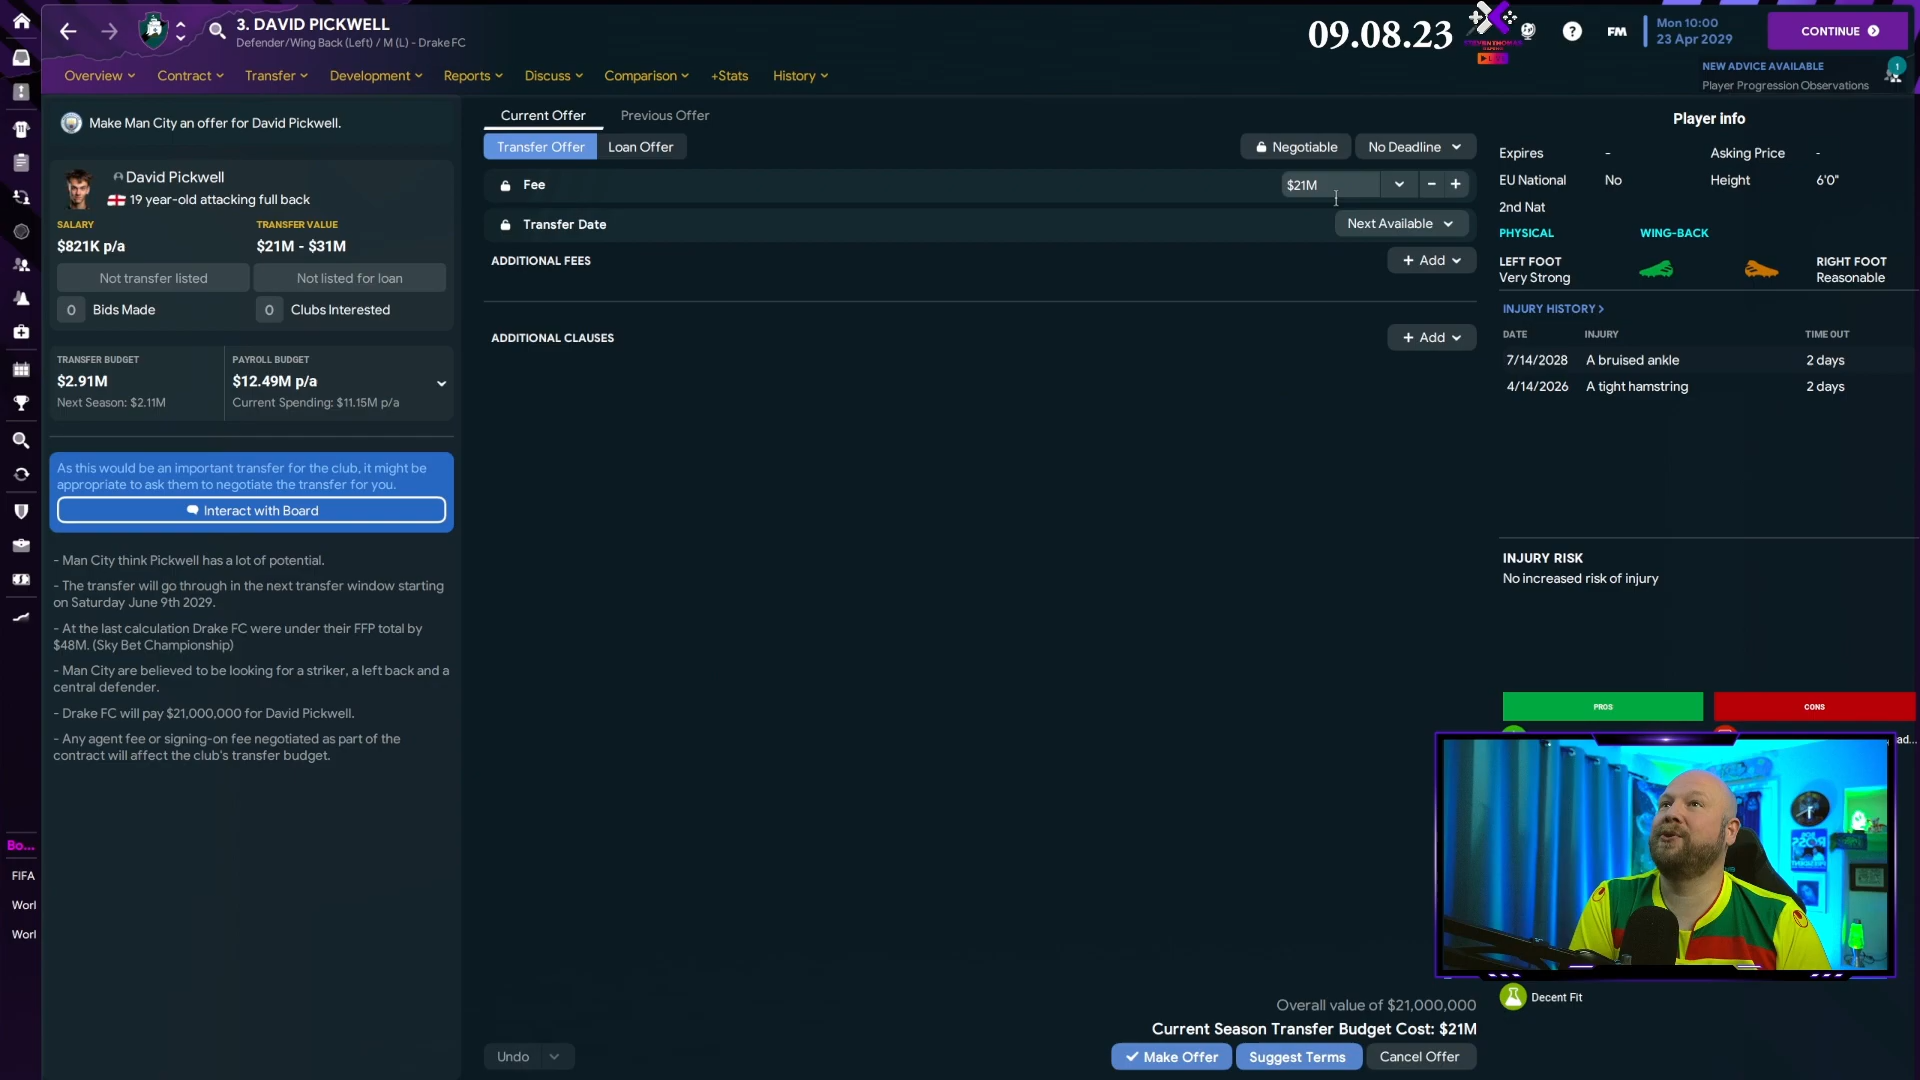 3. DAVID PICKWELL
Defender/Wing Back (Left) / M (L) - Drake FC
09.08.23
FM
Mon 10:00
23 Apr 2029
CONTINUE
Overview
Contract
Transfer
Development
Reports
Discuss
Comparison
+Stats
History
NEW ADVICE AVAILABLE
Player Progression Observations
1
Make Man City an offer for David Pickwell.
David Pickwell
19 year-old attacking full back
SALARY
TRANSFER VALUE
$821K p/a
$21M - $31M
Not transfer listed
Not listed for loan
0 Bids Made
0 Clubs Interested
TRANSFER BUDGET
PAYROLL BUDGET
$2.91M
$12.49M p/a
Next Season: $2.11M
Current Spending: $11.15M p/a
As this would be an important transfer for the club, it might be
appropriate to ask them to negotiate the transfer for you.
Interact with Board
- Man City think Pickwell has a lot of potential.
- The transfer will go through in the next transfer window starting
on Saturday June 9th 2029.
- At the last calculation Drake FC were under their FFP total by
$48M. (Sky Bet Championship)
- Man City are believed to be looking for a striker, a left back and a
central defender.
- Drake FC will pay $21,000,000 for David Pickwell.
- Any agent fee or signing-on fee negotiated as part of the
contract will affect the club's transfer budget.
Bo...
FIFA
Worl
Worl
Current Offer
Previous Offer
Transfer Offer
Loan Offer
Negotiable
No Deadline
Fee
$21M
Transfer Date
Next Available
ADDITIONAL FEES
+ Add
ADDITIONAL CLAUSES
+ Add
Overall value of $21,000,000
Current Season Transfer Budget Cost: $21M
Undo
Make Offer
Suggest Terms
Cancel Offer
Player info
Expires -
Asking Price -
EU National No
Height 6'0"
2nd Nat
PHYSICAL
WING-BACK
LEFT FOOT
Very Strong
RIGHT FOOT
Reasonable
INJURY HISTORY >
DATE INJURY TIME OUT
7/14/2028 A bruised ankle 2 days
4/14/2026 A tight hamstring 2 days
INJURY RISK
No increased risk of injury
PROS
CONS
ad...
Decent Fit